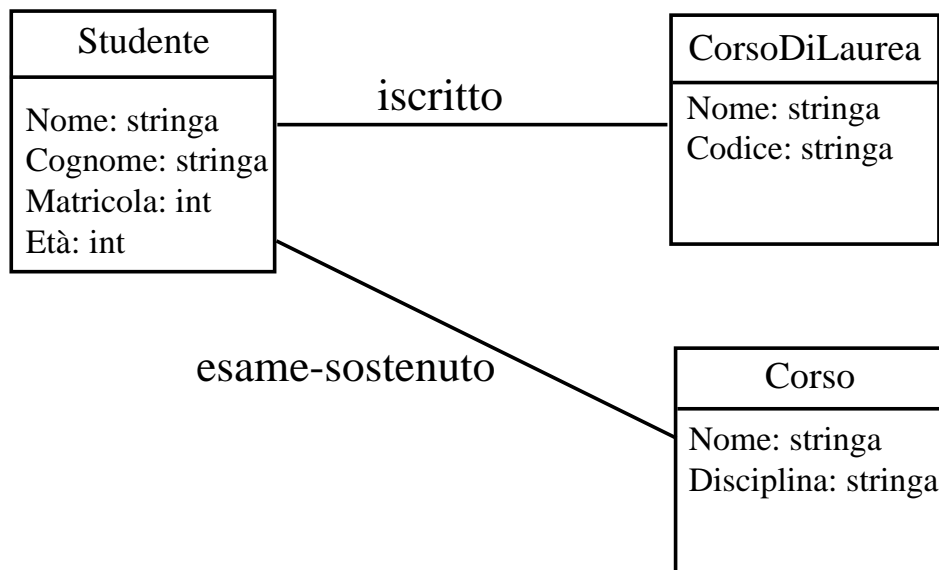 Studente
Nome: stringa
Cognome: stringa
Matricola: int
Età: int
iscritto
CorsoDiLaurea
Nome: stringa
Codice: stringa
esame-sostenuto
Corso
Nome: stringa
Disciplina: stringa